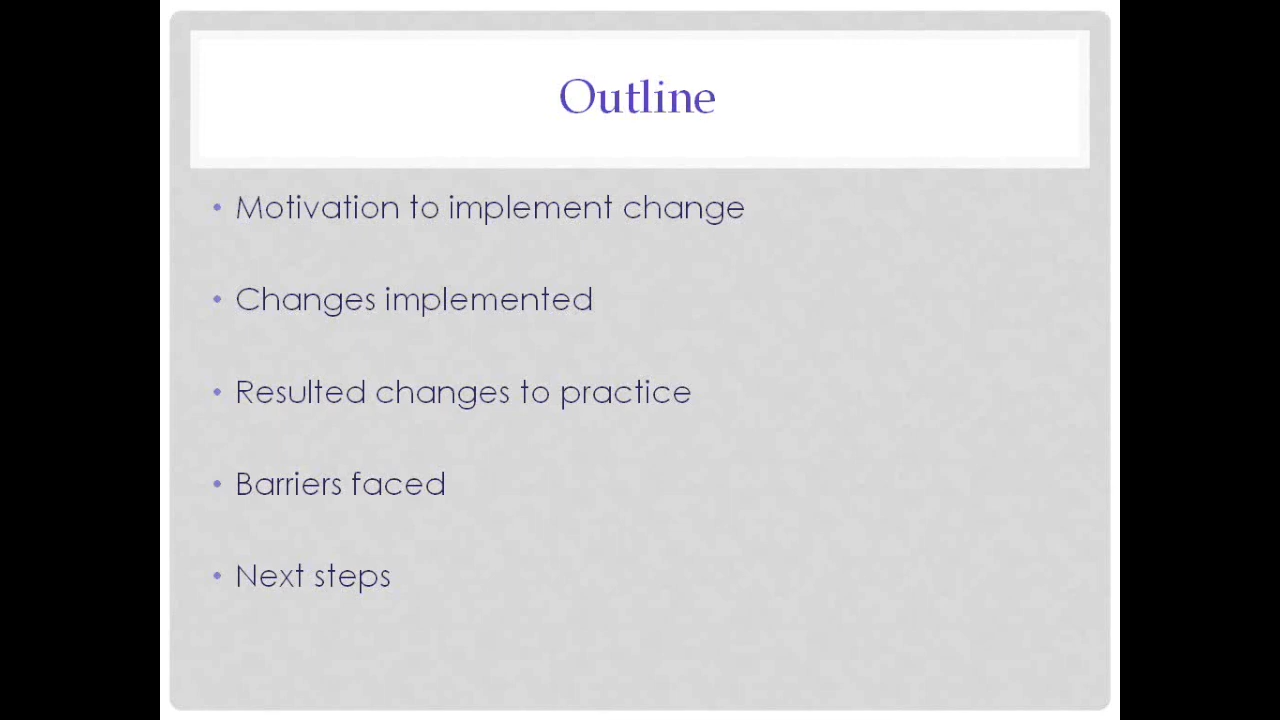 Outline
• Motivation to implement change
• Changes implemented
• Resulted changes to practice
• Barriers faced
• Next steps